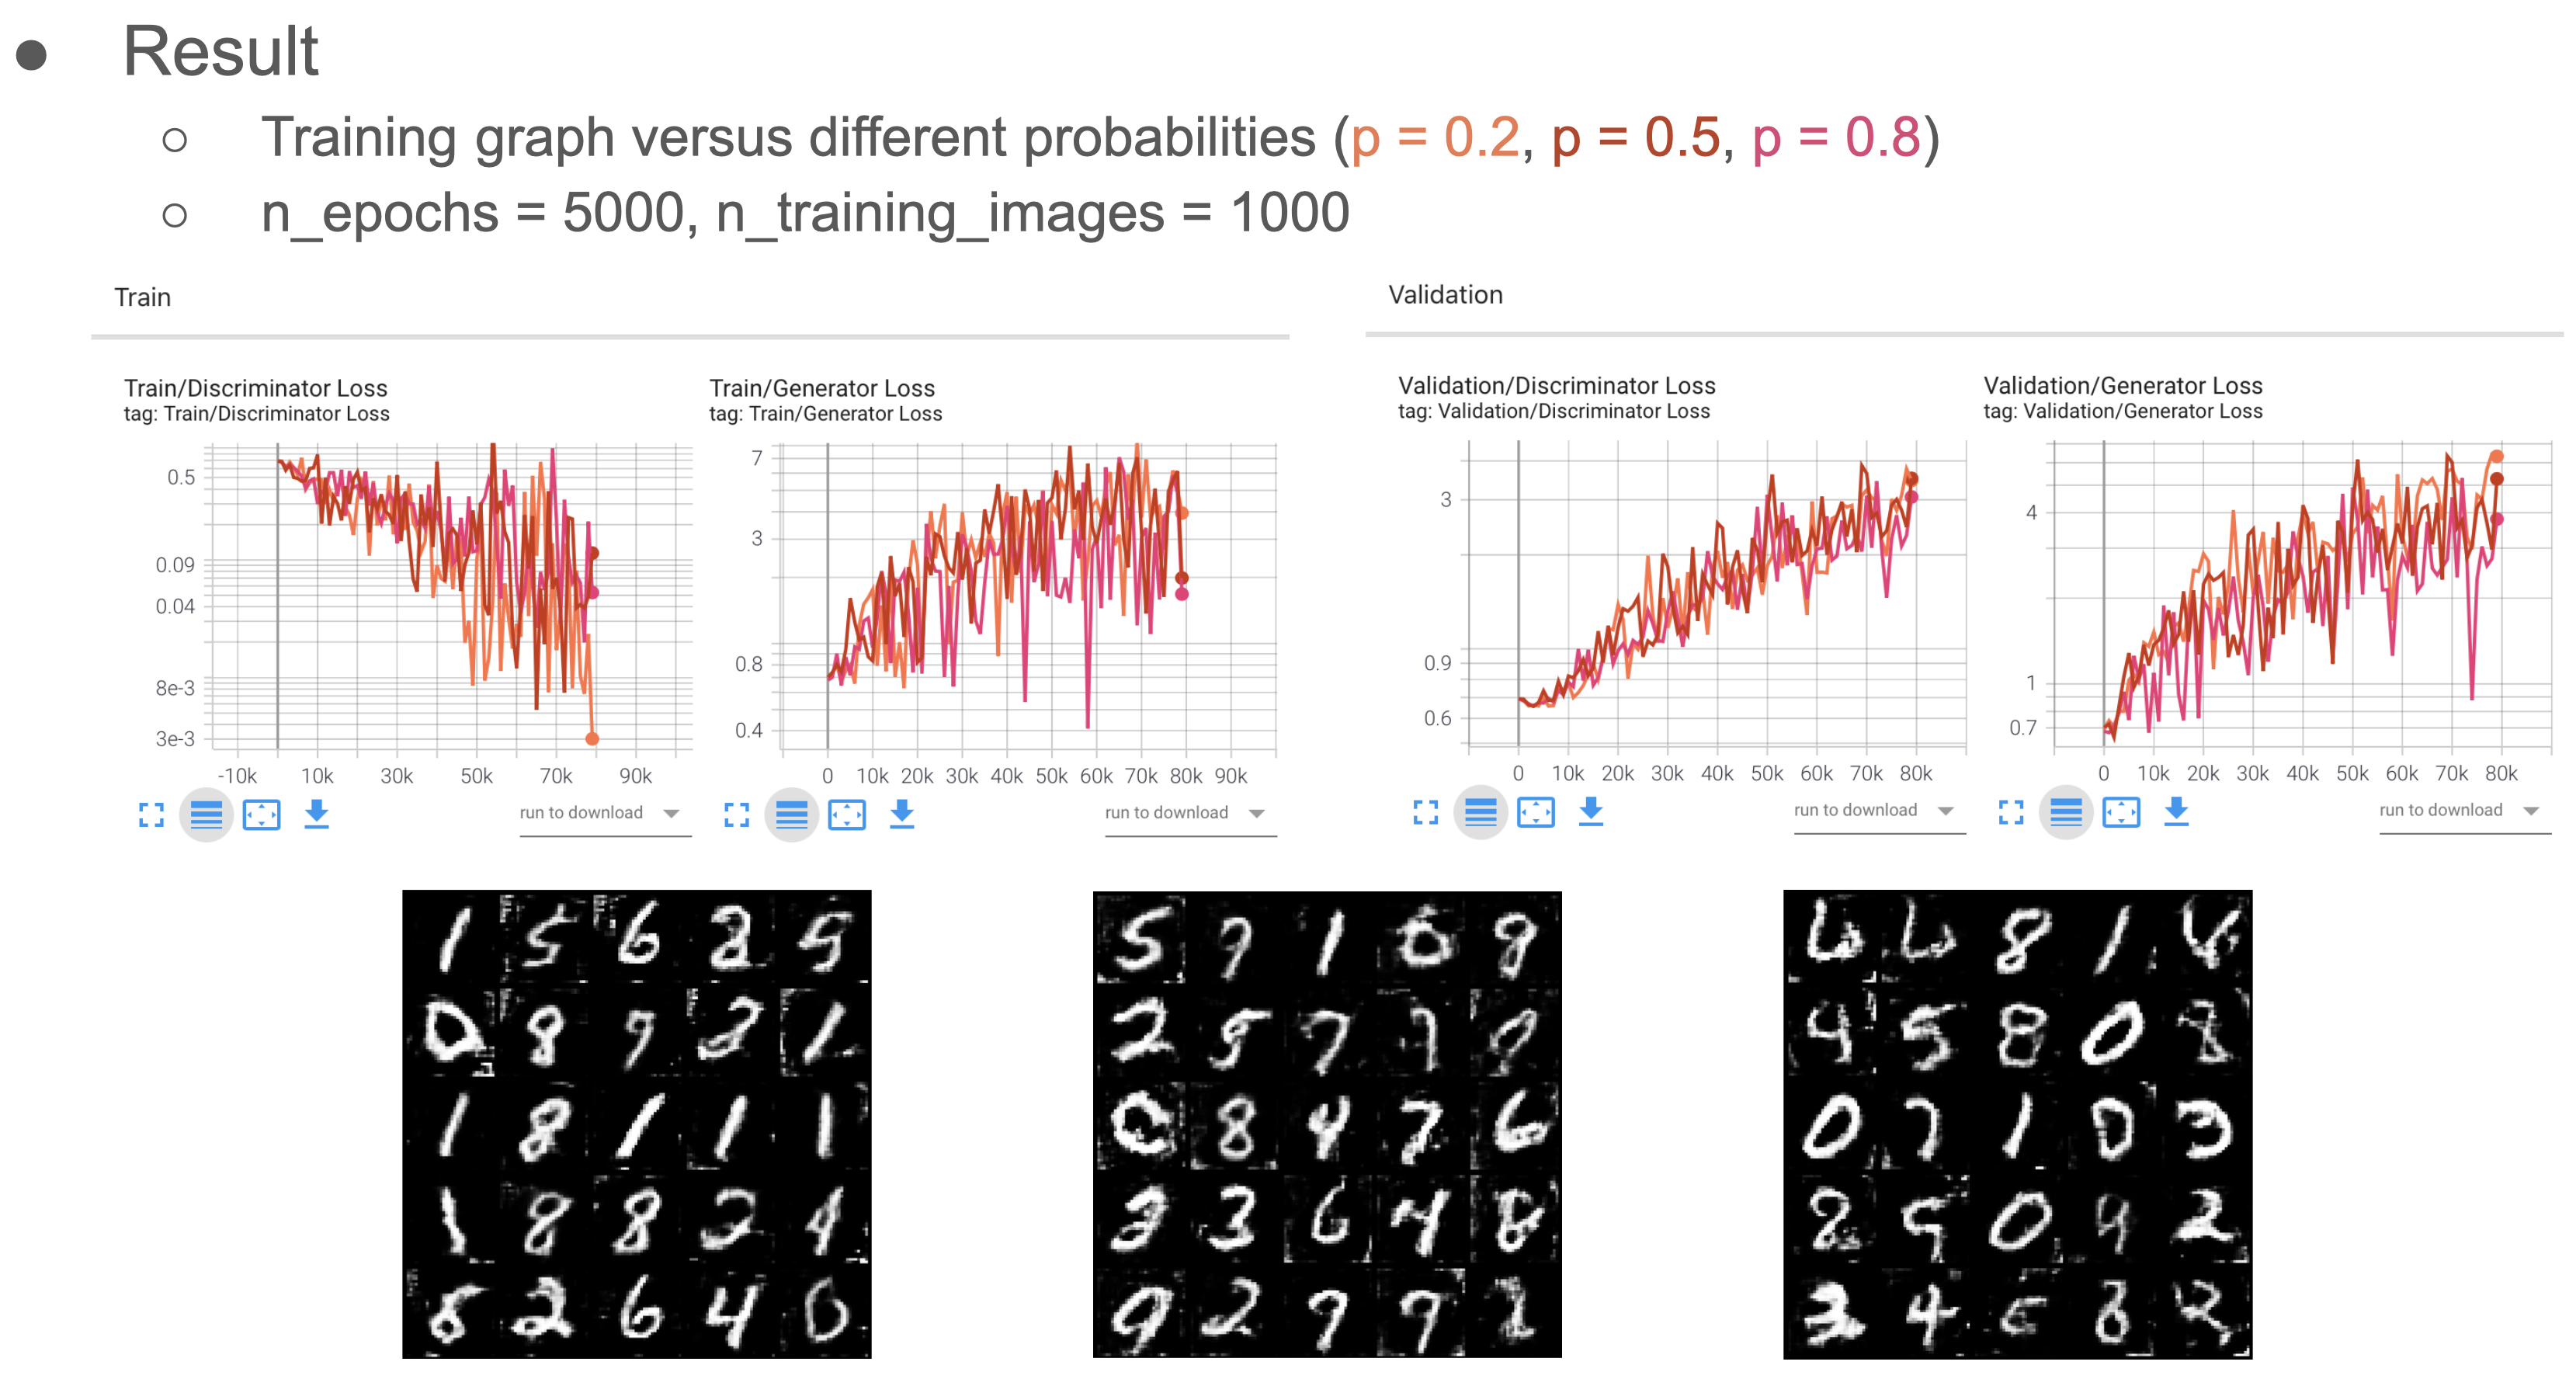 ● Result
○ Training graph versus different probabilities (p = 0.2, p = 0.5, p = 0.8)
○ n_epochs = 5000, n_training_images = 1000
Train
Train/Discriminator Loss
tag: Train/Discriminator Loss
0.5
0.09
0.04
8e-3
3e-3
-10k 10k 30k 50k 70k 90k
run to download
Train/Generator Loss
tag: Train/Generator Loss
7
3
0.8
0.4
0 10k 20k 30k 40k 50k 60k 70k 80k 90k
run to download
Validation
Validation/Discriminator Loss
tag: Validation/Discriminator Loss
3
0.9
0.6
0 10k 20k 30k 40k 50k 60k 70k 80k
run to download
Validation/Generator Loss
tag: Validation/Generator Loss
4
1
0.7
0 10k 20k 30k 40k 50k 60k 70k 80k
run to download